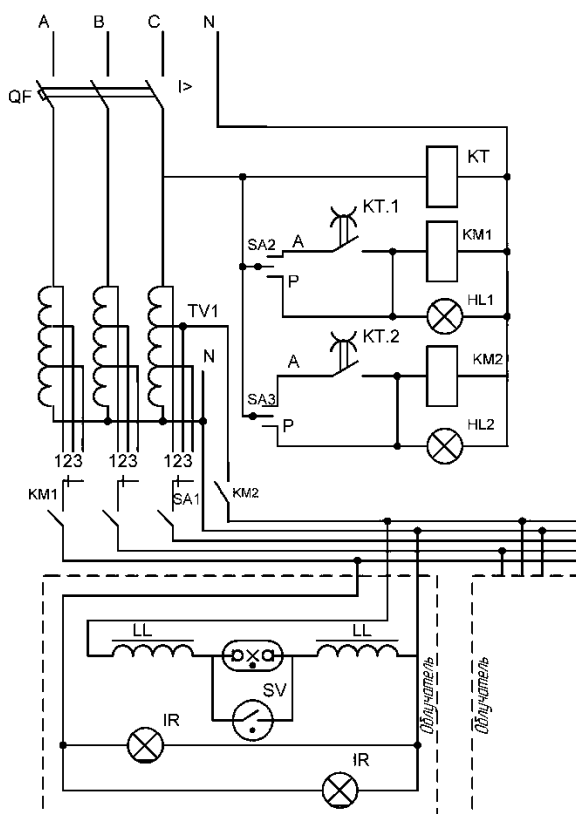 A B C N
QF I>
KT
KT.1
SA2 A KM1
P
TV1 HL1
N KT.2
A KM2
SA3 P
HL2
123 123 123
KM1 SA1 KM2
LL LL
SV
IR
IR
Облучатель
Облучатель